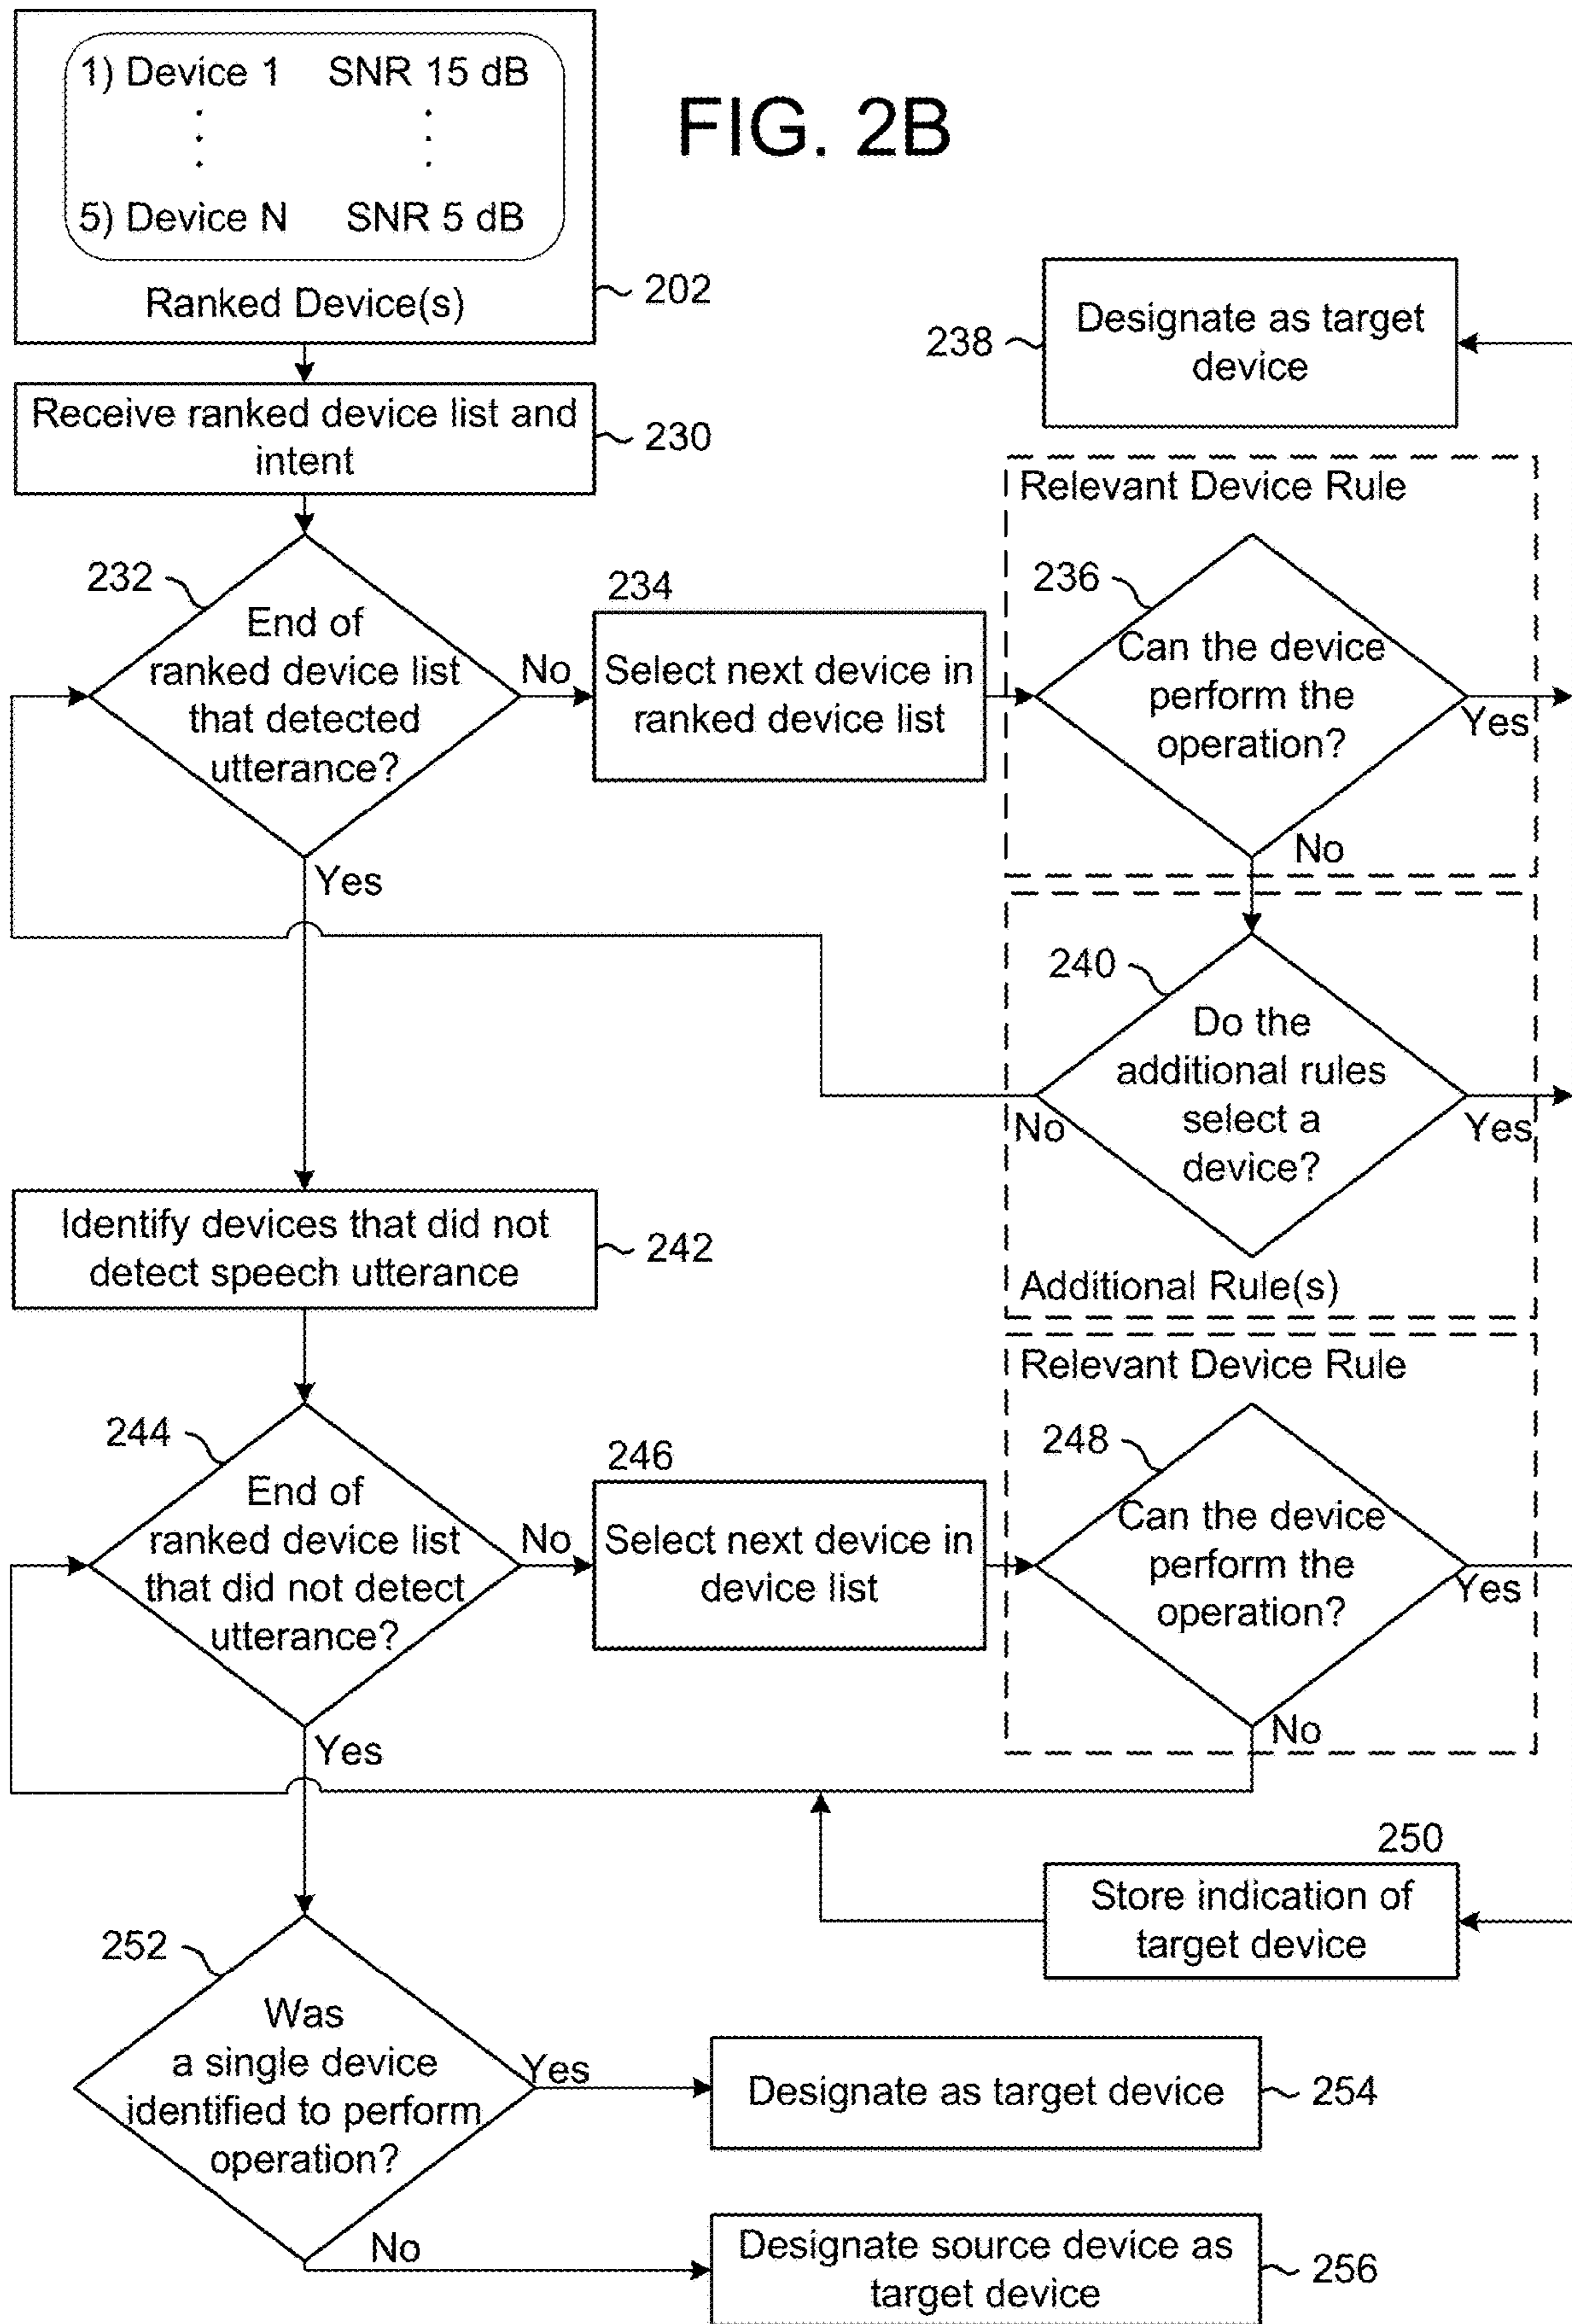 1) Device 1 SNR 15 dB
5) Device N SNR 5 dB
Ranked Device(s)
202
FIG. 2B
238
Designate as target
device
Receive ranked device list and
intent
230
232
End of
ranked device list
that detected
utterance?
No
Yes
234
Select next device in
ranked device list
Relevant Device Rule
236
Can the device
perform the
operation?
Yes
No
240
Do the
additional rules
select a
device?
No
Yes
Additional Rule(s)
Identify devices that did not
detect speech utterance
242
244
End of
ranked device list
that did not detect
utterance?
No
Yes
246
Select next device in
device list
Relevant Device Rule
248
Can the device
perform the
operation?
Yes
No
250
Store indication of
target device
252
Was
a single device
identified to perform
operation?
Yes
Designate as target device
254
No
Designate source device as
target device
256